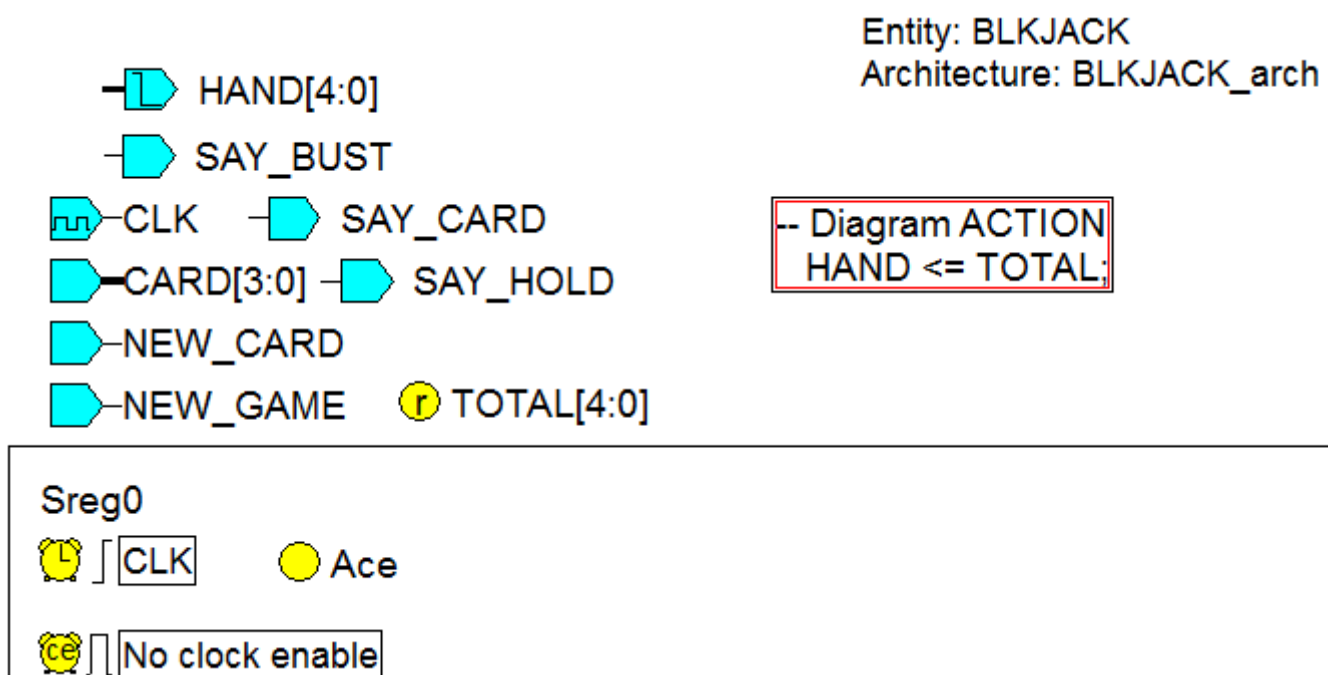 Entity: BLKJACK
Architecture: BLKJACK_arch
HAND[4:0]
SAY_BUST
CLK SAY_CARD
CARD[3:0] SAY_HOLD
NEW_CARD
NEW_GAME r TOTAL[4:0]
-- Diagram ACTION
HAND <= TOTAL;
Sreg0
CLK Ace
ce No clock enable